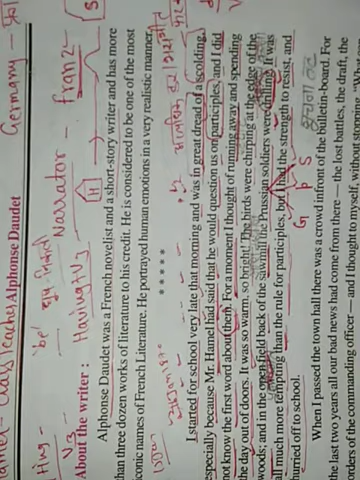 Germany -
Class Teacher
Alphonse Daudet
Narrator - Franz -
H
S
'be'
Having + V3
Hing -
V3
About the writer :
Alphonse Daudet was a French novelist and a short-story writer and has more
than three dozen works of literature to his credit. He is considered to be one of the most
iconic names of French Literature. He portrayed human emotions in a very realistic manner.
* * * * *
I started for school very late that morning and was in great dread of a scolding,
especially because Mr. Hamel had said that he would question us on participles, and I did
not know the first word about them. For a moment I thought of running away and spending
the day out of doors. It was so warm, so bright! The birds were chirping at the edge of the
woods; and in the open field back of the sawmill the Prussian soldiers were drilling. It was
all much more tempting than the rule for participles, but I had the strength to resist, and
hurried off to school.
G P S
When I passed the town hall there was a crowd infront of the bulletin-board. For
the last two years all our bad news had come from there — the lost battles, the draft, the
orders of the commanding officer — and I thought to myself, without stopping, "What